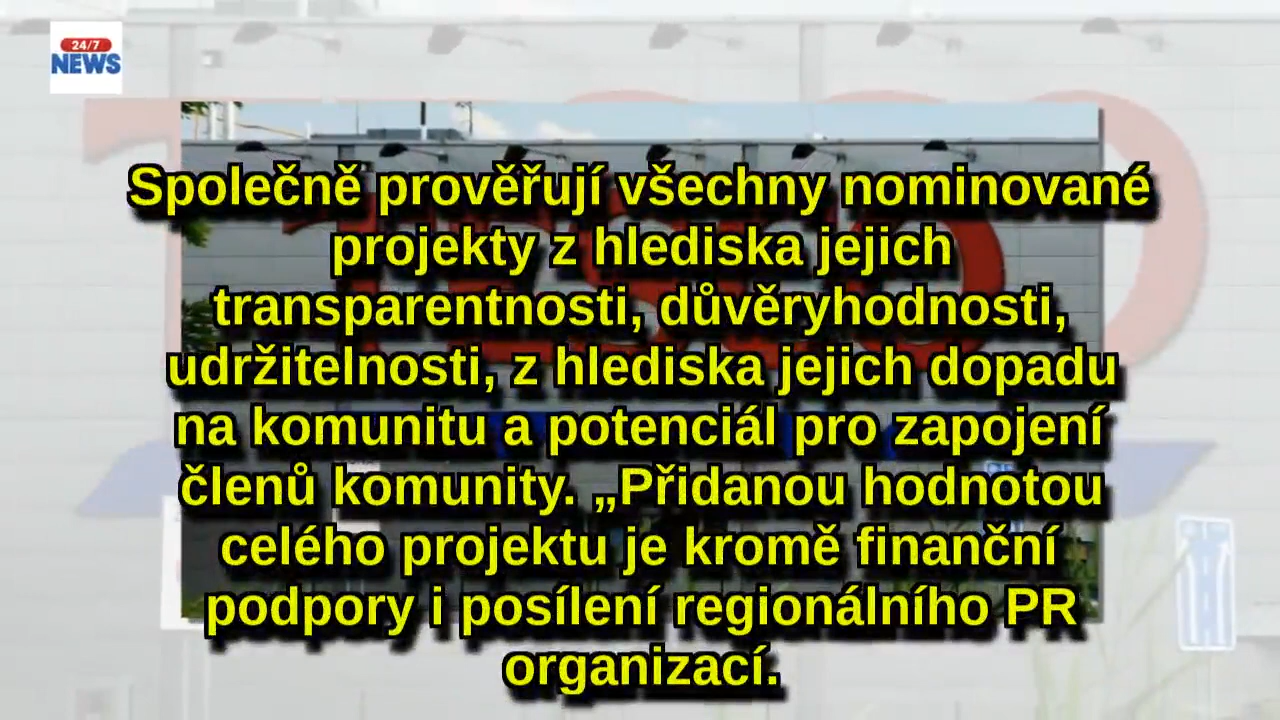 24/7
NEWS
TESCO
Společně prověřují všechny nominované
projekty z hlediska jejich
transparentnosti, důvěryhodnosti,
udržitelnosti, z hlediska jejich dopadu
na komunitu a potenciál pro zapojení
členů komunity. „Přidanou hodnotou
celého projektu je kromě finanční
podpory i posílení regionálního PR
organizací.